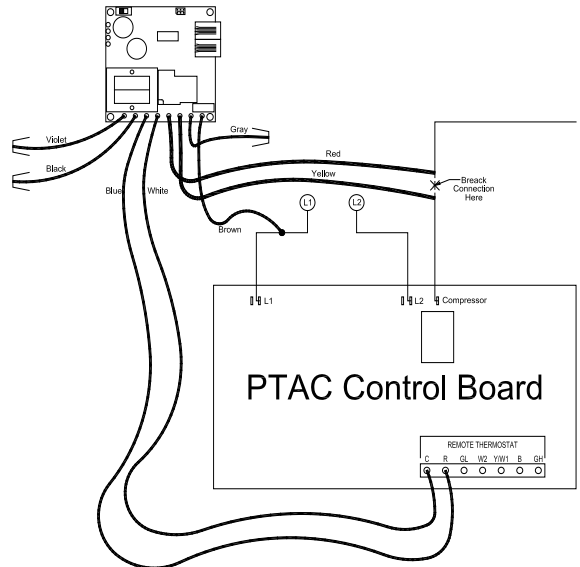 Gray
Violet
Black
Blue
White
Red
Yellow
Brown
L1
L2
Breack
Connection
Here
L1
L2
Compressor
PTAC Control Board
REMOTE THERMOSTAT
C R GL W2 Y/W1 B GH